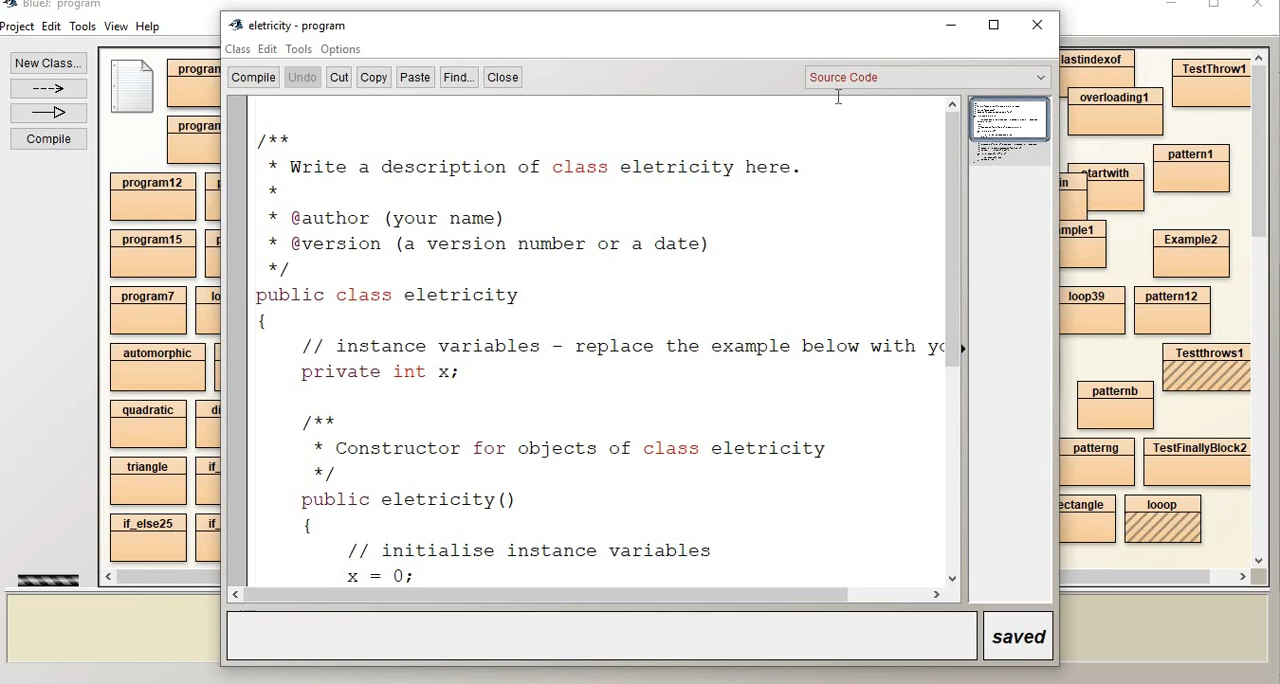 BlueJ: program
Project Edit Tools View Help
New Class...
Compile
program12
program15
program7
automorphic
quadratic
triangle
if_else25
eletricity - program
Class Edit Tools Options
Compile Undo Cut Copy Paste Find... Close
Source Code
/**
* Write a description of class eletricity here.
*
* @author (your name)
* @version (a version number or a date)
*/
public class eletricity
{
// instance variables - replace the example below with yo
private int x;
/**
* Constructor for objects of class eletricity
*/
public eletricity()
{
// initialise instance variables
x = 0;
saved
lastindexof
TestThrow1
overloading1
pattern1
startwith
Example2
loop39
pattern12
Testthrows1
patternb
patterng
TestFinallyBlock2
looop